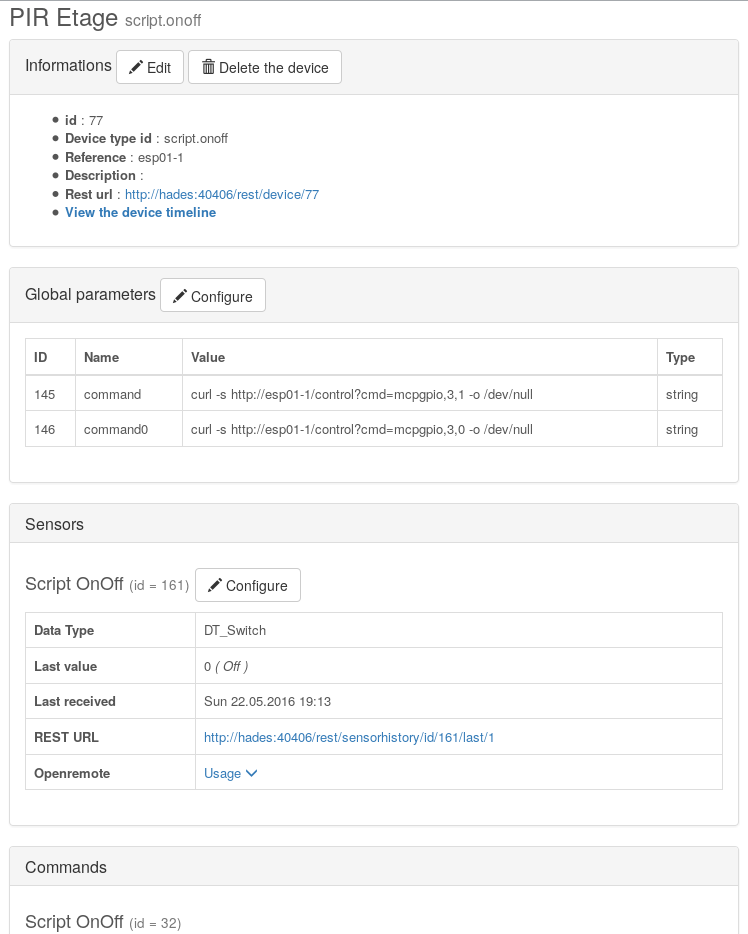 PIR Etage script.onoff
Informations Edit Delete the device
id : 77
Device type id : script.onoff
Reference : esp01-1
Description :
Rest url : http://hades:40406/rest/device/77
View the device timeline
Global parameters Configure
ID Name Value Type
145 command curl -s http://esp01-1/control?cmd=mcpgpio,3,1 -o /dev/null string
146 command0 curl -s http://esp01-1/control?cmd=mcpgpio,3,0 -o /dev/null string
Sensors
Script OnOff (id = 161) Configure
Data Type DT_Switch
Last value 0 ( Off )
Last received Sun 22.05.2016 19:13
REST URL http://hades:40406/rest/sensorhistory/id/161/last/1
Openremote Usage
Commands
Script OnOff (id = 32)